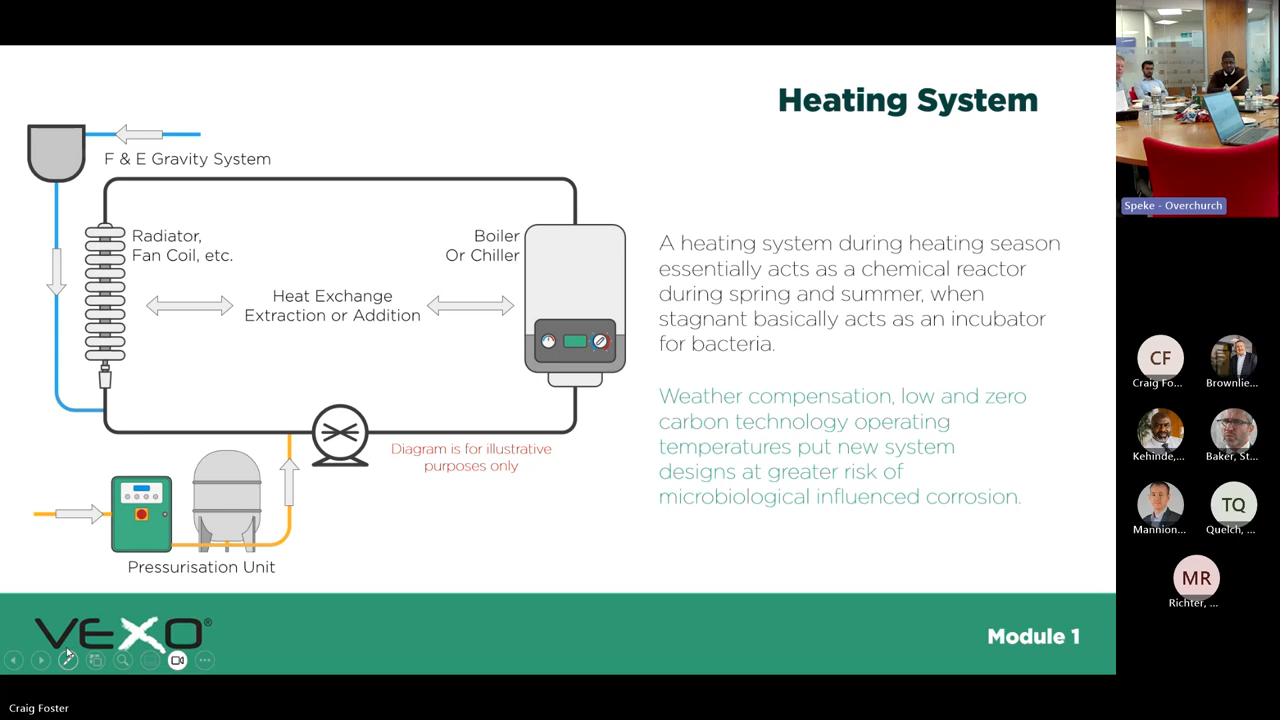 Heating System
F & E Gravity System
Radiator,
Fan Coil, etc.
Boiler
Or Chiller
Heat Exchange
Extraction or Addition
Diagram is for illustrative
purposes only
Pressurisation Unit
A heating system during heating season
essentially acts as a chemical reactor
during spring and summer, when
stagnant basically acts as an incubator
for bacteria.
Weather compensation, low and zero
carbon technology operating
temperatures put new system
designs at greater risk of
microbiological influenced corrosion.
VEXO®
Module 1
Craig Foster
Speke - Overchurch
CF
Craig Fo...
Brownlie...
Kehinde,...
Baker, St...
Mannion...
TQ
Quelch, ...
MR
Richter, ...